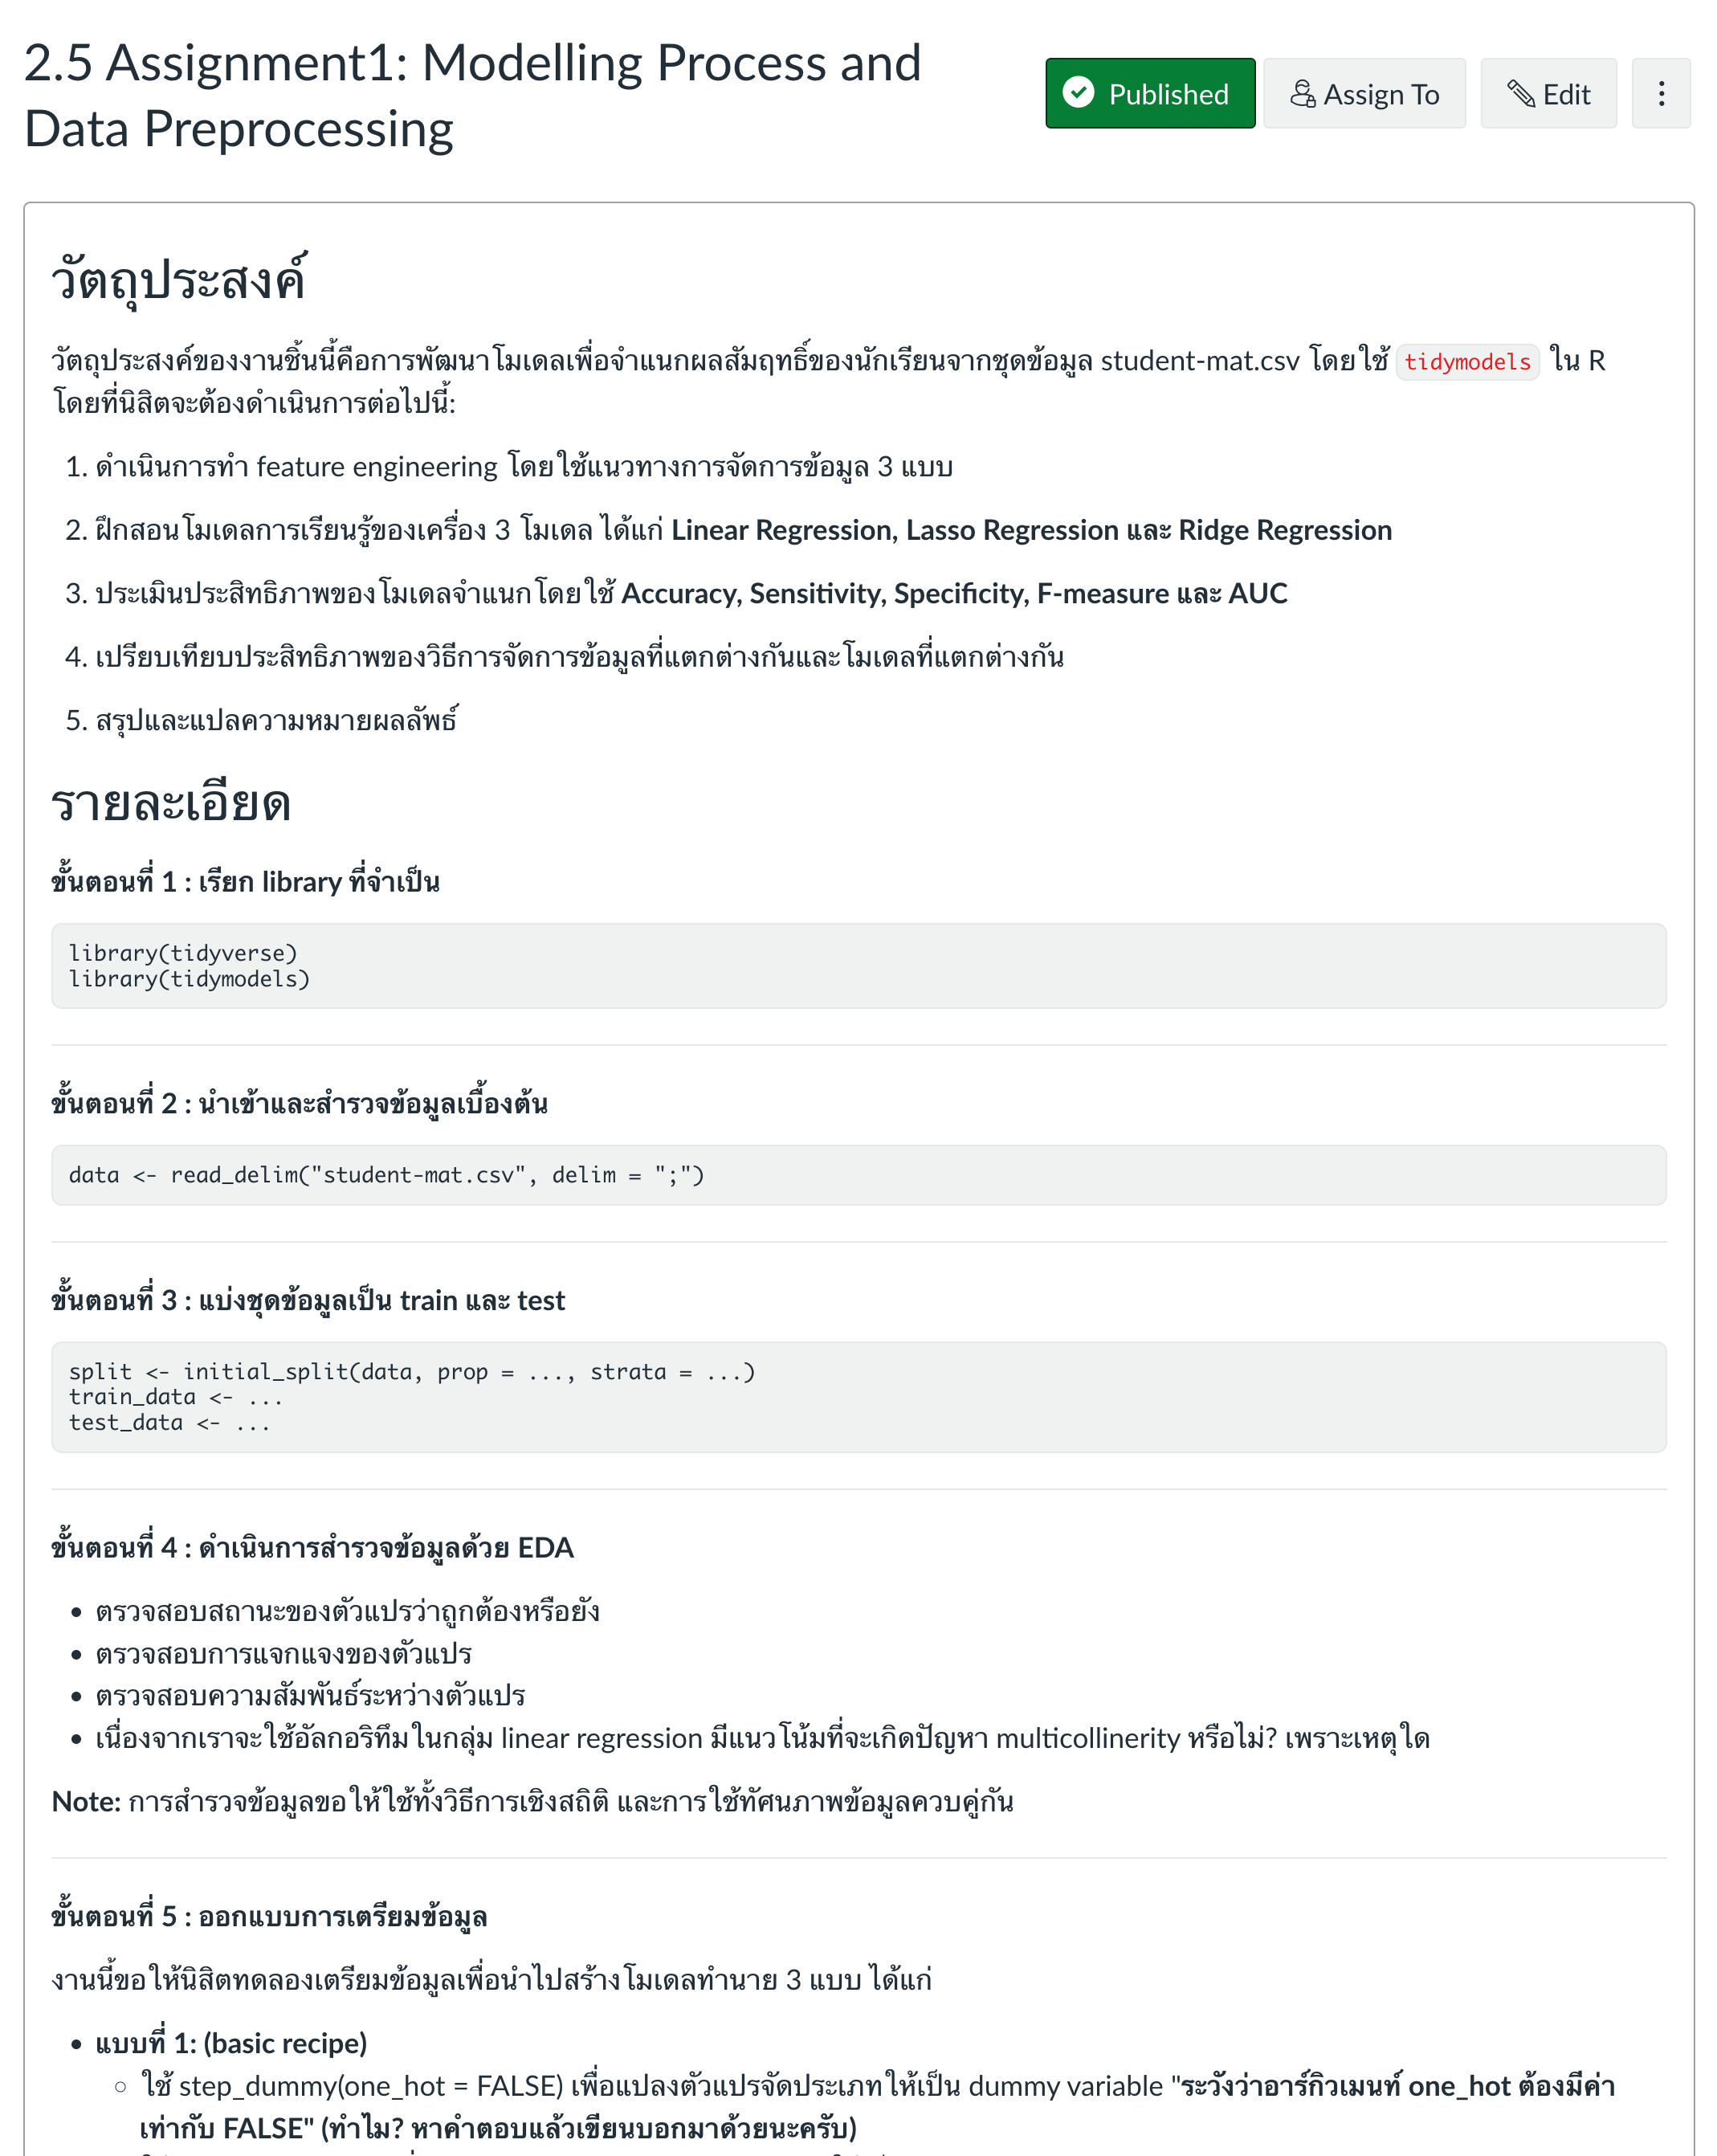 2.5 Assignment1: Modelling Process and
Data Preprocessing
Published
Assign To
Edit
วัตถุประสงค์
วัตถุประสงค์ของงานชิ้นนี้คือการพัฒนาโมเดลเพื่อจำแนกผลสัมฤทธิ์ของนักเรียนจากชุดข้อมูล student-mat.csv โดยใช้ tidymodels ใน R
โดยที่นิสิตจะต้องดำเนินการต่อไปนี้:
1. ดำเนินการทำ feature engineering โดยใช้แนวทางการจัดการข้อมูล 3 แบบ
2. ฝึกสอนโมเดลการเรียนรู้ของเครื่อง 3 โมเดล ได้แก่ Linear Regression, Lasso Regression และ Ridge Regression
3. ประเมินประสิทธิภาพของโมเดลจำแนกโดยใช้ Accuracy, Sensitivity, Specificity, F-measure และ AUC
4. เปรียบเทียบประสิทธิภาพของวิธีการจัดการข้อมูลที่แตกต่างกันและโมเดลที่แตกต่างกัน
5. สรุปและแปลความหมายผลลัพธ์
รายละเอียด
ขั้นตอนที่ 1 : เรียก library ที่จำเป็น
library(tidyverse)
library(tidymodels)
ขั้นตอนที่ 2 : นำเข้าและสำรวจข้อมูลเบื้องต้น
data <- read_delim("student-mat.csv", delim = ";")
ขั้นตอนที่ 3 : แบ่งชุดข้อมูลเป็น train และ test
split <- initial_split(data, prop = ..., strata = ...)
train_data <- ...
test_data <- ...
ขั้นตอนที่ 4 : ดำเนินการสำรวจข้อมูลด้วย EDA
• ตรวจสอบสถานะของตัวแปรว่าถูกต้องหรือยัง
• ตรวจสอบการแจกแจงของตัวแปร
• ตรวจสอบความสัมพันธ์ระหว่างตัวแปร
• เนื่องจากเราจะใช้อัลกอริทึมในกลุ่ม linear regression มีแนวโน้มที่จะเกิดปัญหา multicollinerity หรือไม่? เพราะเหตุใด
Note: การสำรวจข้อมูลขอให้ใช้ทั้งวิธีการเชิงสถิติ และการใช้ทัศนภาพข้อมูลควบคู่กัน
ขั้นตอนที่ 5 : ออกแบบการเตรียมข้อมูล
งานนี้ขอให้นิสิตทดลองเตรียมข้อมูลเพื่อนำไปสร้างโมเดลทำนาย 3 แบบ ได้แก่
• แบบที่ 1: (basic recipe)
◦ ใช้ step_dummy(one_hot = FALSE) เพื่อแปลงตัวแปรจัดประเภทให้เป็น dummy variable "ระวังว่าอาร์กิวเมนท์ one_hot ต้องมีค่า
เท่ากับ FALSE" (ทำไม? หาคำตอบแล้วเขียนบอกมาด้วยนะครับ)